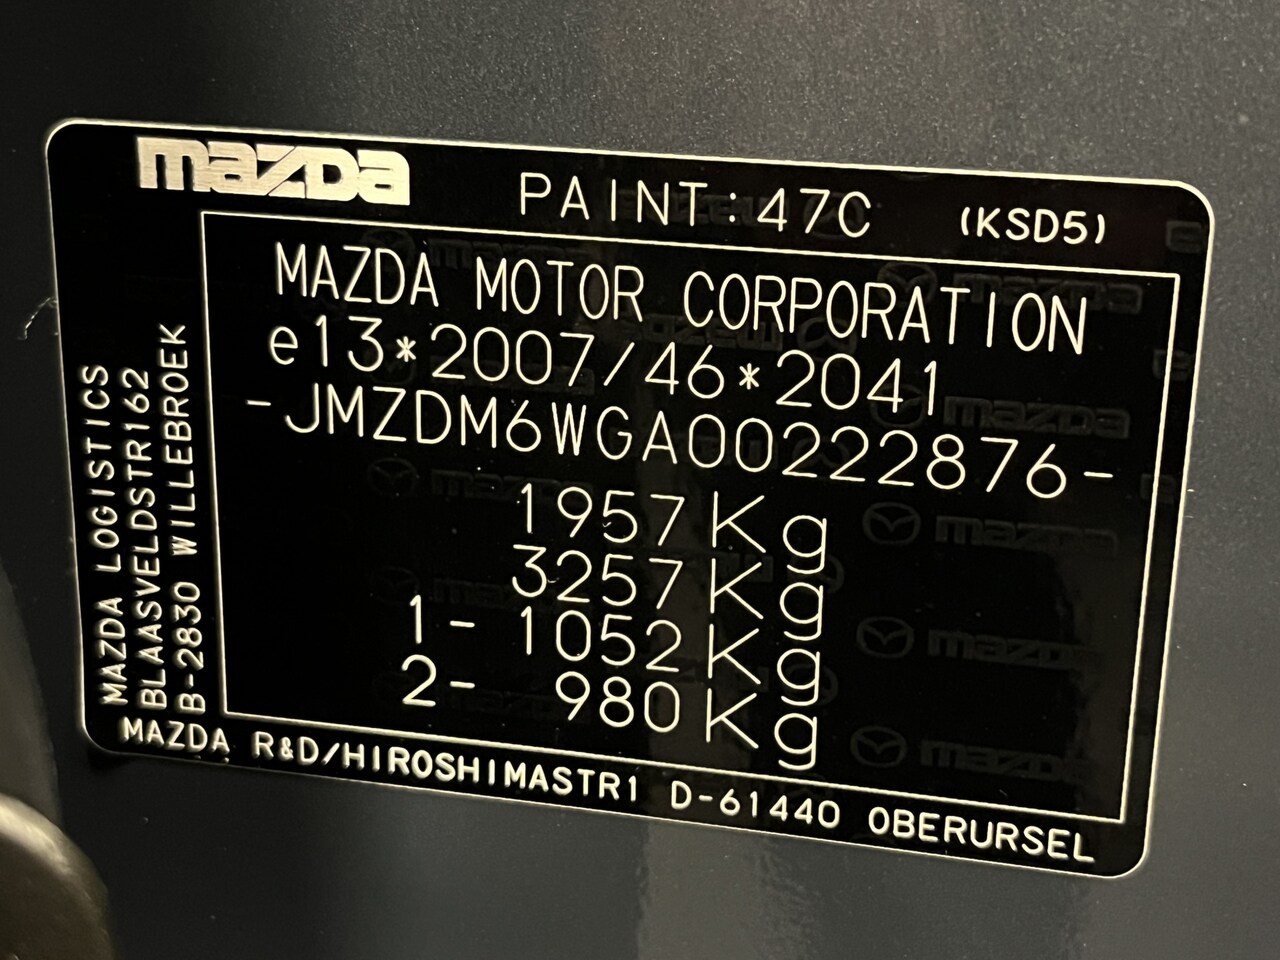 mazda
PAINT:47C (KSD5)
MAZDA MOTOR CORPORATION
e13*2007/46*2041
-JMZDM6WGA00222876-
1957Kg
3257Kg
1- 1052Kg
2- 980Kg
MAZDA LOGISTICS
BLAASVELDSTR162
B-2830 WILLEBROEK
MAZDA R&D/HIROSHIMASTR1 D-61440 OBERURSEL